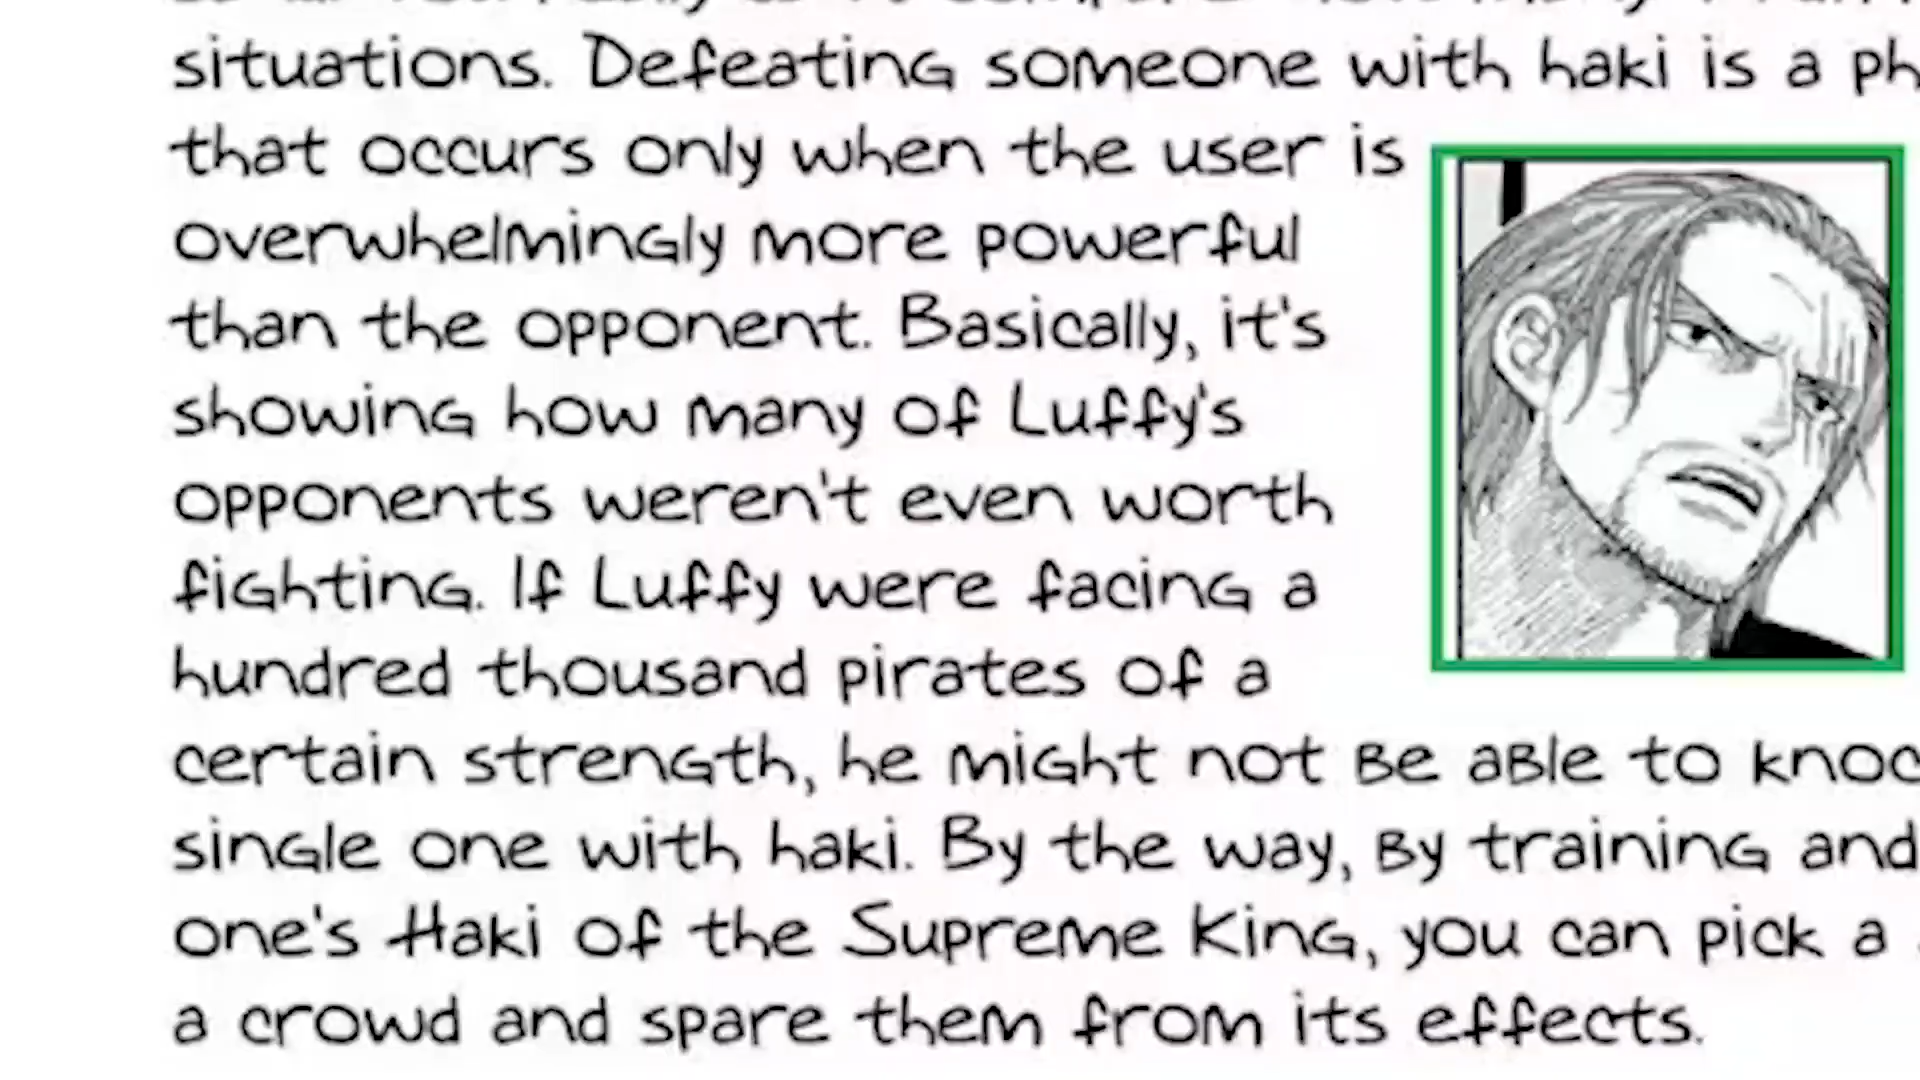 situations. Defeating someone with haki is a
that occurs only when the user is
overwhelmingly more powerful
than the opponent. Basically, it's
showing how many of Luffy's
opponents weren't even worth
fighting. If Luffy were facing a
hundred thousand pirates of a
certain strength, he might not be able to
single one with haki. By the way, by training and
one's Haki of the Supreme King, you can pick a
a crowd and spare them from its effects.